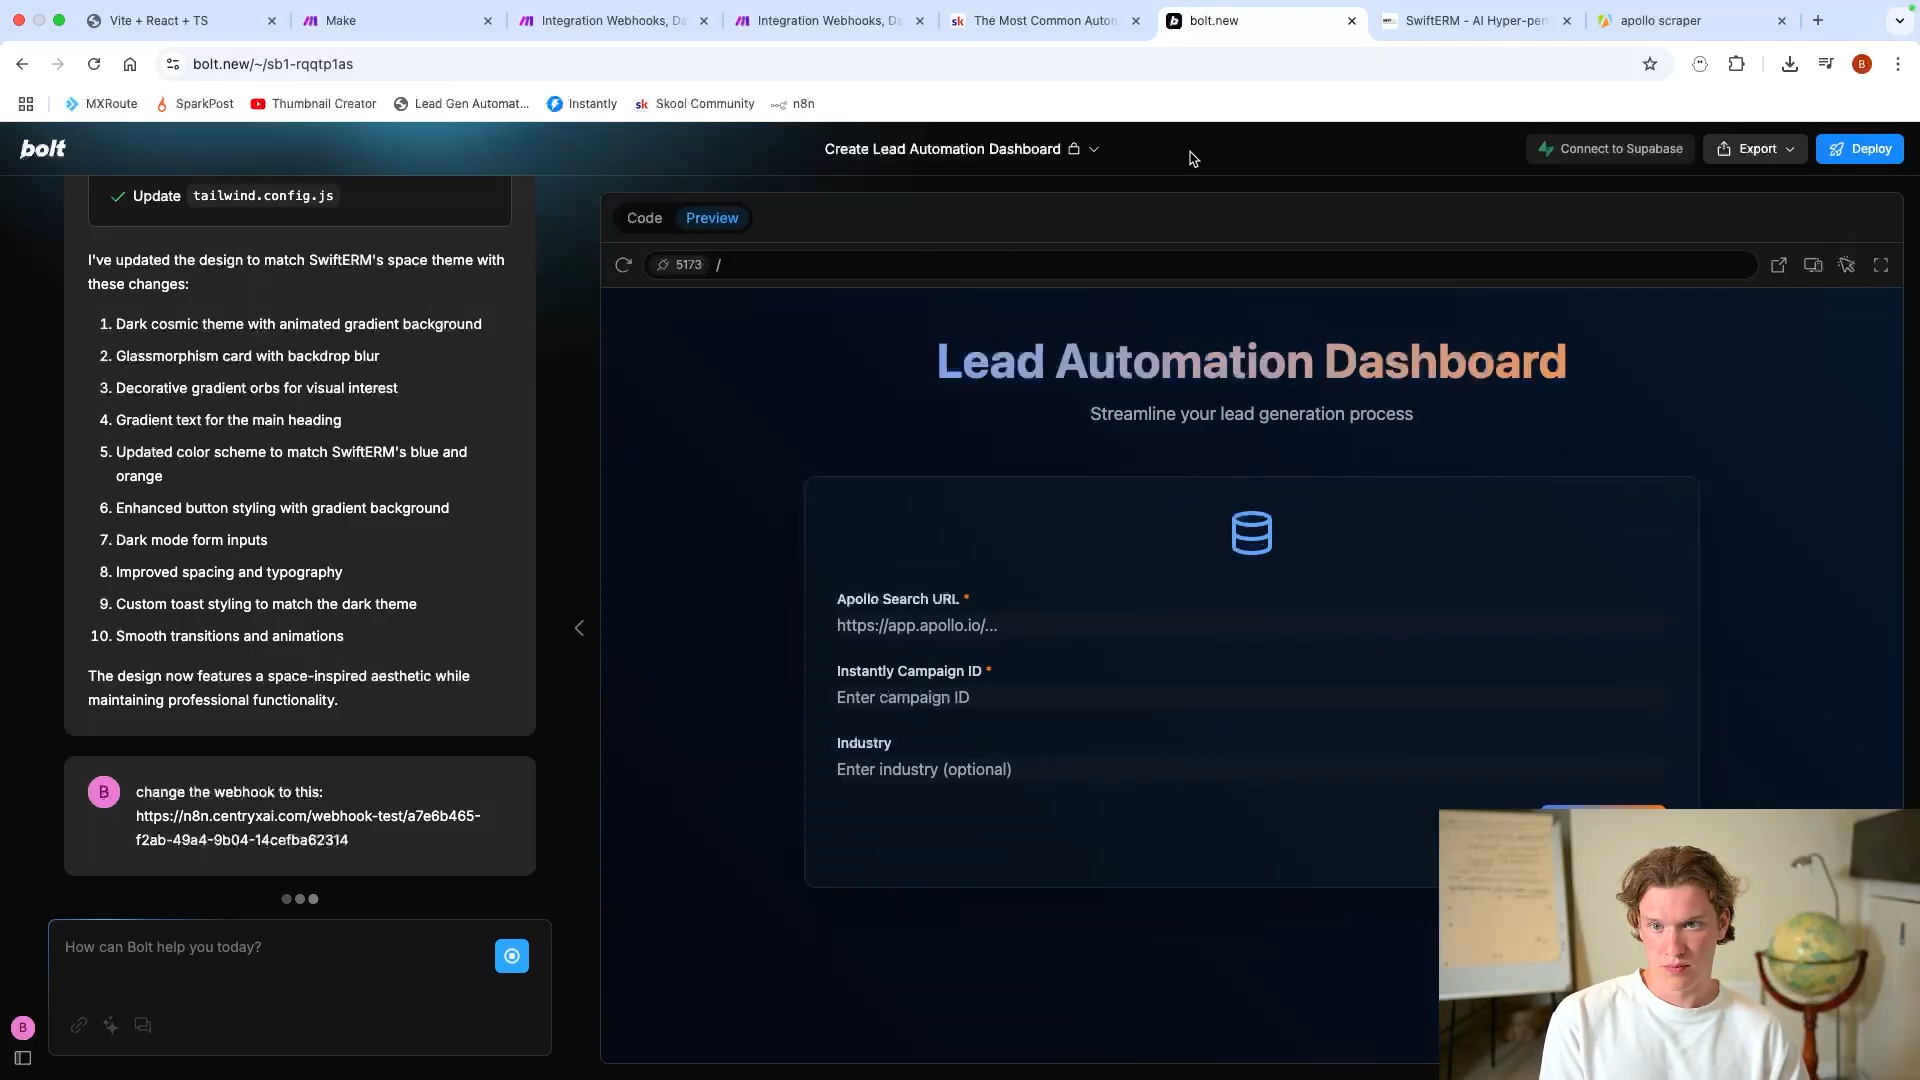 Vite + React + TS
Make
Integration Webhooks, Da
Integration Webhooks, Da
sk The Most Common Autom
bolt.new
SwiftERM - AI Hyper-pers
apollo scraper
bolt.new/~/sb1-rqqtp1as
B
MXRoute
SparkPost
Thumbnail Creator
Lead Gen Automat...
Instantly
sk Skool Community
n8n
bolt
Create Lead Automation Dashboard
Connect to Supabase
Export
Deploy
Update tailwind.config.js
I've updated the design to match SwiftERM's space theme with
these changes:
1. Dark cosmic theme with animated gradient background
2. Glassmorphism card with backdrop blur
3. Decorative gradient orbs for visual interest
4. Gradient text for the main heading
5. Updated color scheme to match SwiftERM's blue and
orange
6. Enhanced button styling with gradient background
7. Dark mode form inputs
8. Improved spacing and typography
9. Custom toast styling to match the dark theme
10. Smooth transitions and animations
The design now features a space-inspired aesthetic while
maintaining professional functionality.
B
change the webhook to this:
https://n8n.centryxai.com/webhook-test/a7e6b465-
f2ab-49a4-9b04-14cefba62314
How can Bolt help you today?
B
Code
Preview
5173
/
Lead Automation Dashboard
Streamline your lead generation process
Apollo Search URL *
https://app.apollo.io/...
Instantly Campaign ID *
Enter campaign ID
Industry
Enter industry (optional)